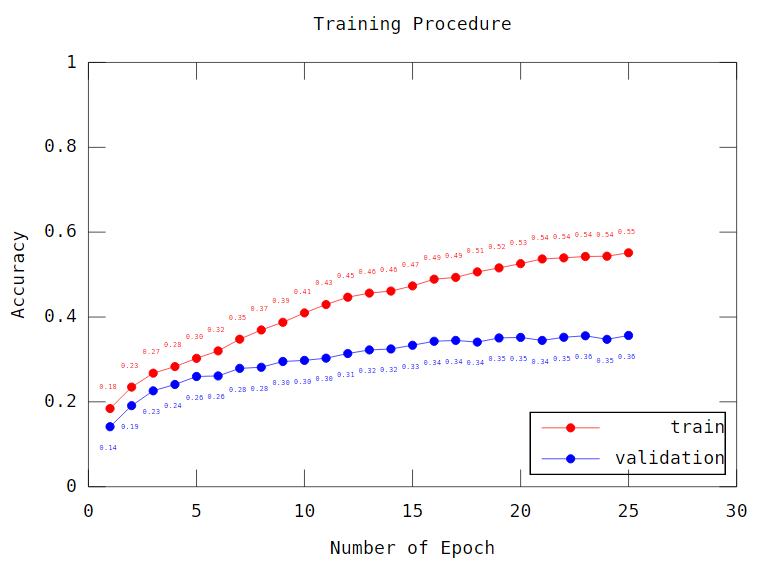 Training Procedure
1
0.8
0.6
0.4
0.2
0
Accuracy
0.18 0.23 0.27 0.28 0.30 0.32 0.35 0.37 0.39 0.41 0.43 0.45 0.46 0.46 0.47 0.49 0.49 0.51 0.52 0.53 0.54 0.54 0.54 0.54 0.55
0.14 0.19 0.23 0.24 0.26 0.26 0.28 0.28 0.30 0.30 0.30 0.31 0.32 0.32 0.33 0.34 0.34 0.34 0.35 0.35 0.34 0.35 0.36 0.35 0.36
train
validation
0 5 10 15 20 25 30
Number of Epoch